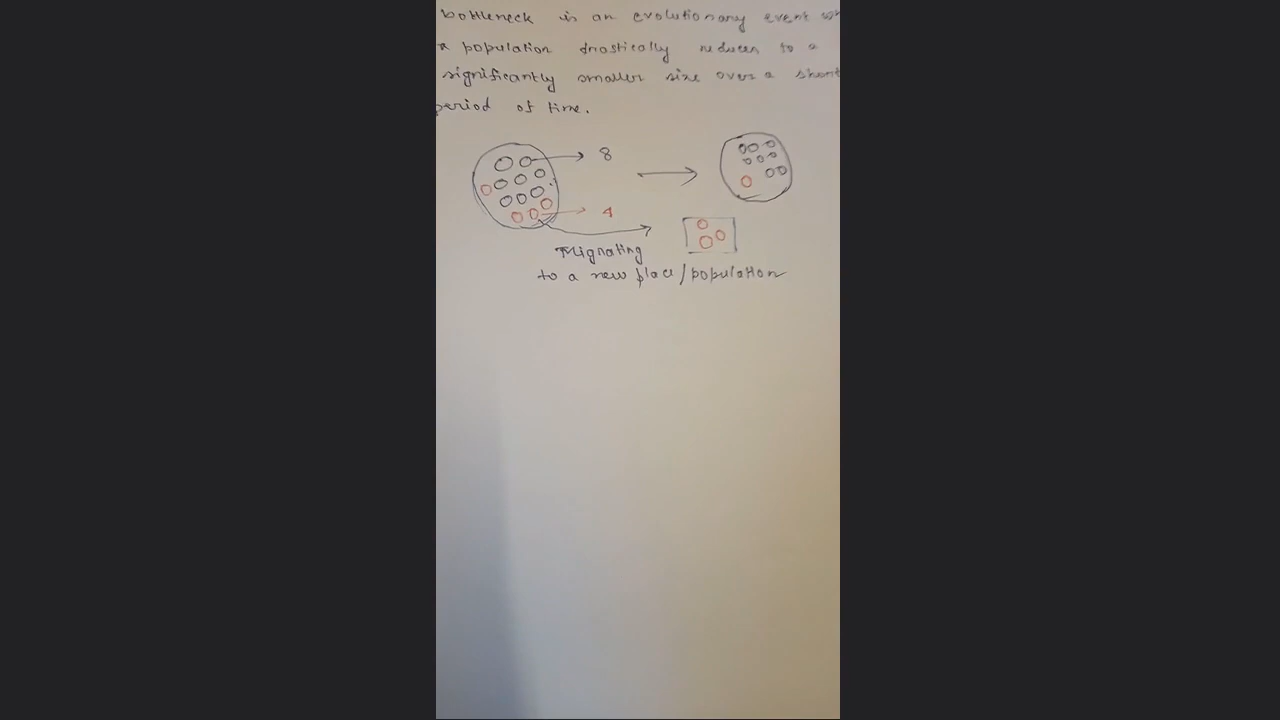 bottleneck is an evolutionary event
a population drastically reduces to a
significantly smaller size over a short
period of time.
8
4
Migrating
to a new place/population